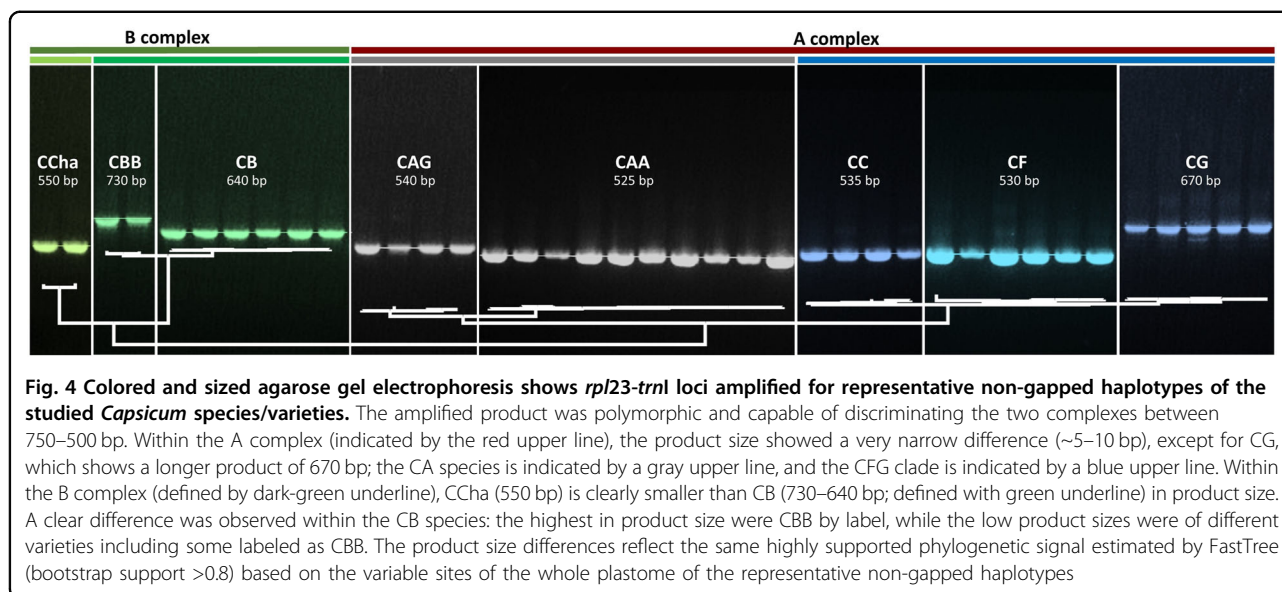 B complex
A complex
CCha
550 bp
CBB
730 bp
CB
640 bp
CAG
540 bp
CAA
525 bp
CC
535 bp
CF
530 bp
CG
670 bp
Fig. 4 Colored and sized agarose gel electrophoresis shows rpl23-trnI loci amplified for representative non-gapped haplotypes of the
studied Capsicum species/varieties. The amplified product was polymorphic and capable of discriminating the two complexes between
750–500 bp. Within the A complex (indicated by the red upper line), the product size showed a very narrow difference (~5–10 bp), except for CG,
which shows a longer product of 670 bp; the CA species is indicated by a gray upper line, and the CFG clade is indicated by a blue upper line. Within
the B complex (defined by dark-green underline), CCha (550 bp) is clearly smaller than CB (730–640 bp; defined with green underline) in product size.
A clear difference was observed within the CB species: the highest in product size were CBB by label, while the low product sizes were of different
varieties including some labeled as CBB. The product size differences reflect the same highly supported phylogenetic signal estimated by FastTree
(bootstrap support >0.8) based on the variable sites of the whole plastome of the representative non-gapped haplotypes